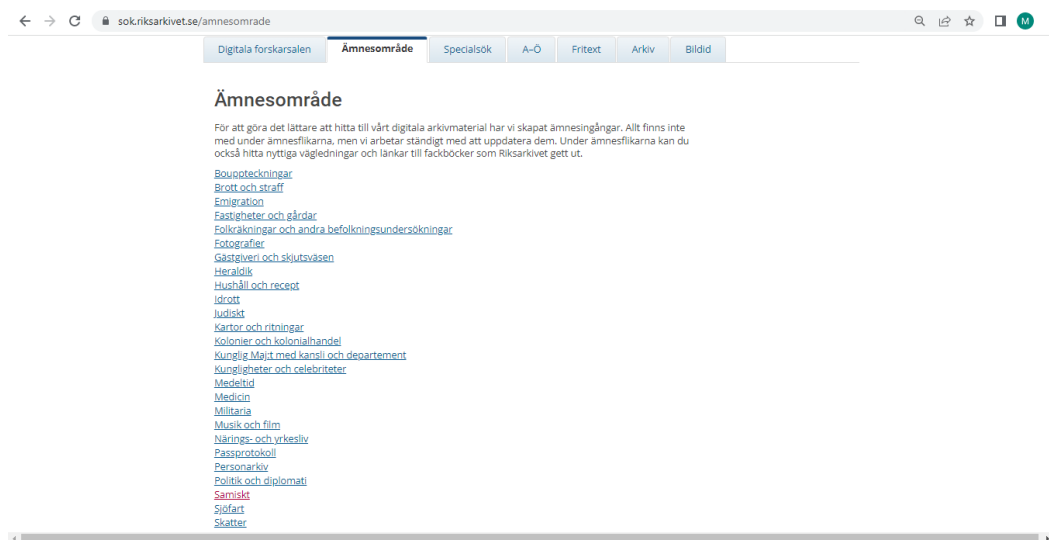 sok.riksarkivet.se/amnesomrade
M
Digitala forskarsalen Ämnesområde Specialsök A–Ö Fritext Arkiv Bildid
Ämnesområde
För att göra det lättare att hitta till vårt digitala arkivmaterial har vi skapat ämnesingångar. Allt finns inte
med under ämnesflikarna, men vi arbetar ständigt med att uppdatera dem. Under ämnesflikarna kan du
också hitta nyttiga vägledningar och länkar till fackböcker som Riksarkivet gett ut.
Bouppteckningar
Brott och straff
Emigration
Fastigheter och gårdar
Folkräkningar och andra befolkningsundersökningar
Fotografier
Gästgiveri och skjutsväsen
Heraldik
Hushåll och recept
Idrott
Judiskt
Kartor och ritningar
Kolonier och kolonialhandel
Kunglig Maj:t med kansli och departement
Kungligheter och celebriteter
Medeltid
Medicin
Militaria
Musik och film
Närings- och yrkesliv
Passprotokoll
Personarkiv
Politik och diplomati
Samiskt
Sjöfart
Skatter